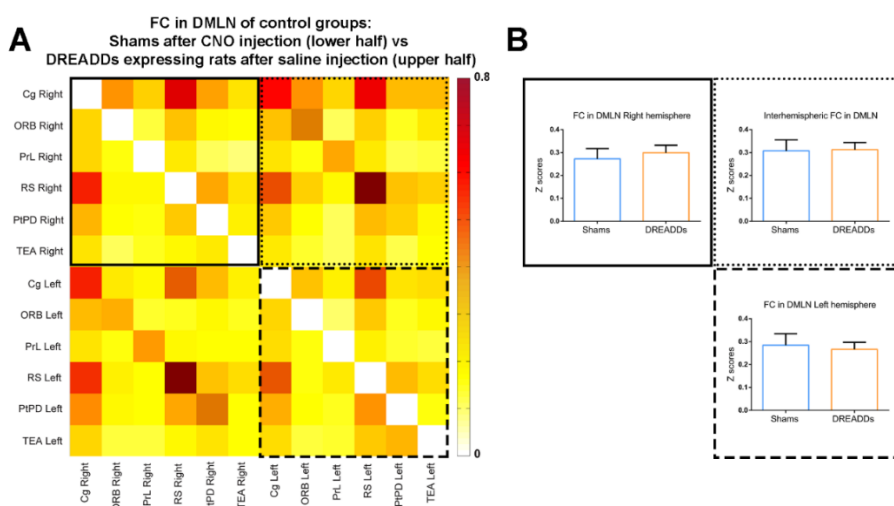 A
FC in DMLN of control groups:
Shams after CNO injection (lower half) vs
DREADDs expressing rats after saline injection (upper half)
Cg Right
ORB Right
PrL Right
RS Right
PtPD Right
TEA Right
Cg Left
ORB Left
PrL Left
RS Left
PtPD Left
TEA Left
Cg Right
ORB Right
PrL Right
RS Right
PtPD Right
TEA Right
Cg Left
ORB Left
PrL Left
RS Left
PtPD Left
TEA Left
0.8
0
B
FC in DMLN Right hemisphere
Z scores
0.4
0.3
0.2
0.1
0.0
Shams
DREADDs
Interhemispheric FC in DMLN
Z scores
0.4
0.3
0.2
0.1
0.0
Shams
DREADDs
FC in DMLN Left hemisphere
Z scores
0.4
0.3
0.2
0.1
0.0
Shams
DREADDs